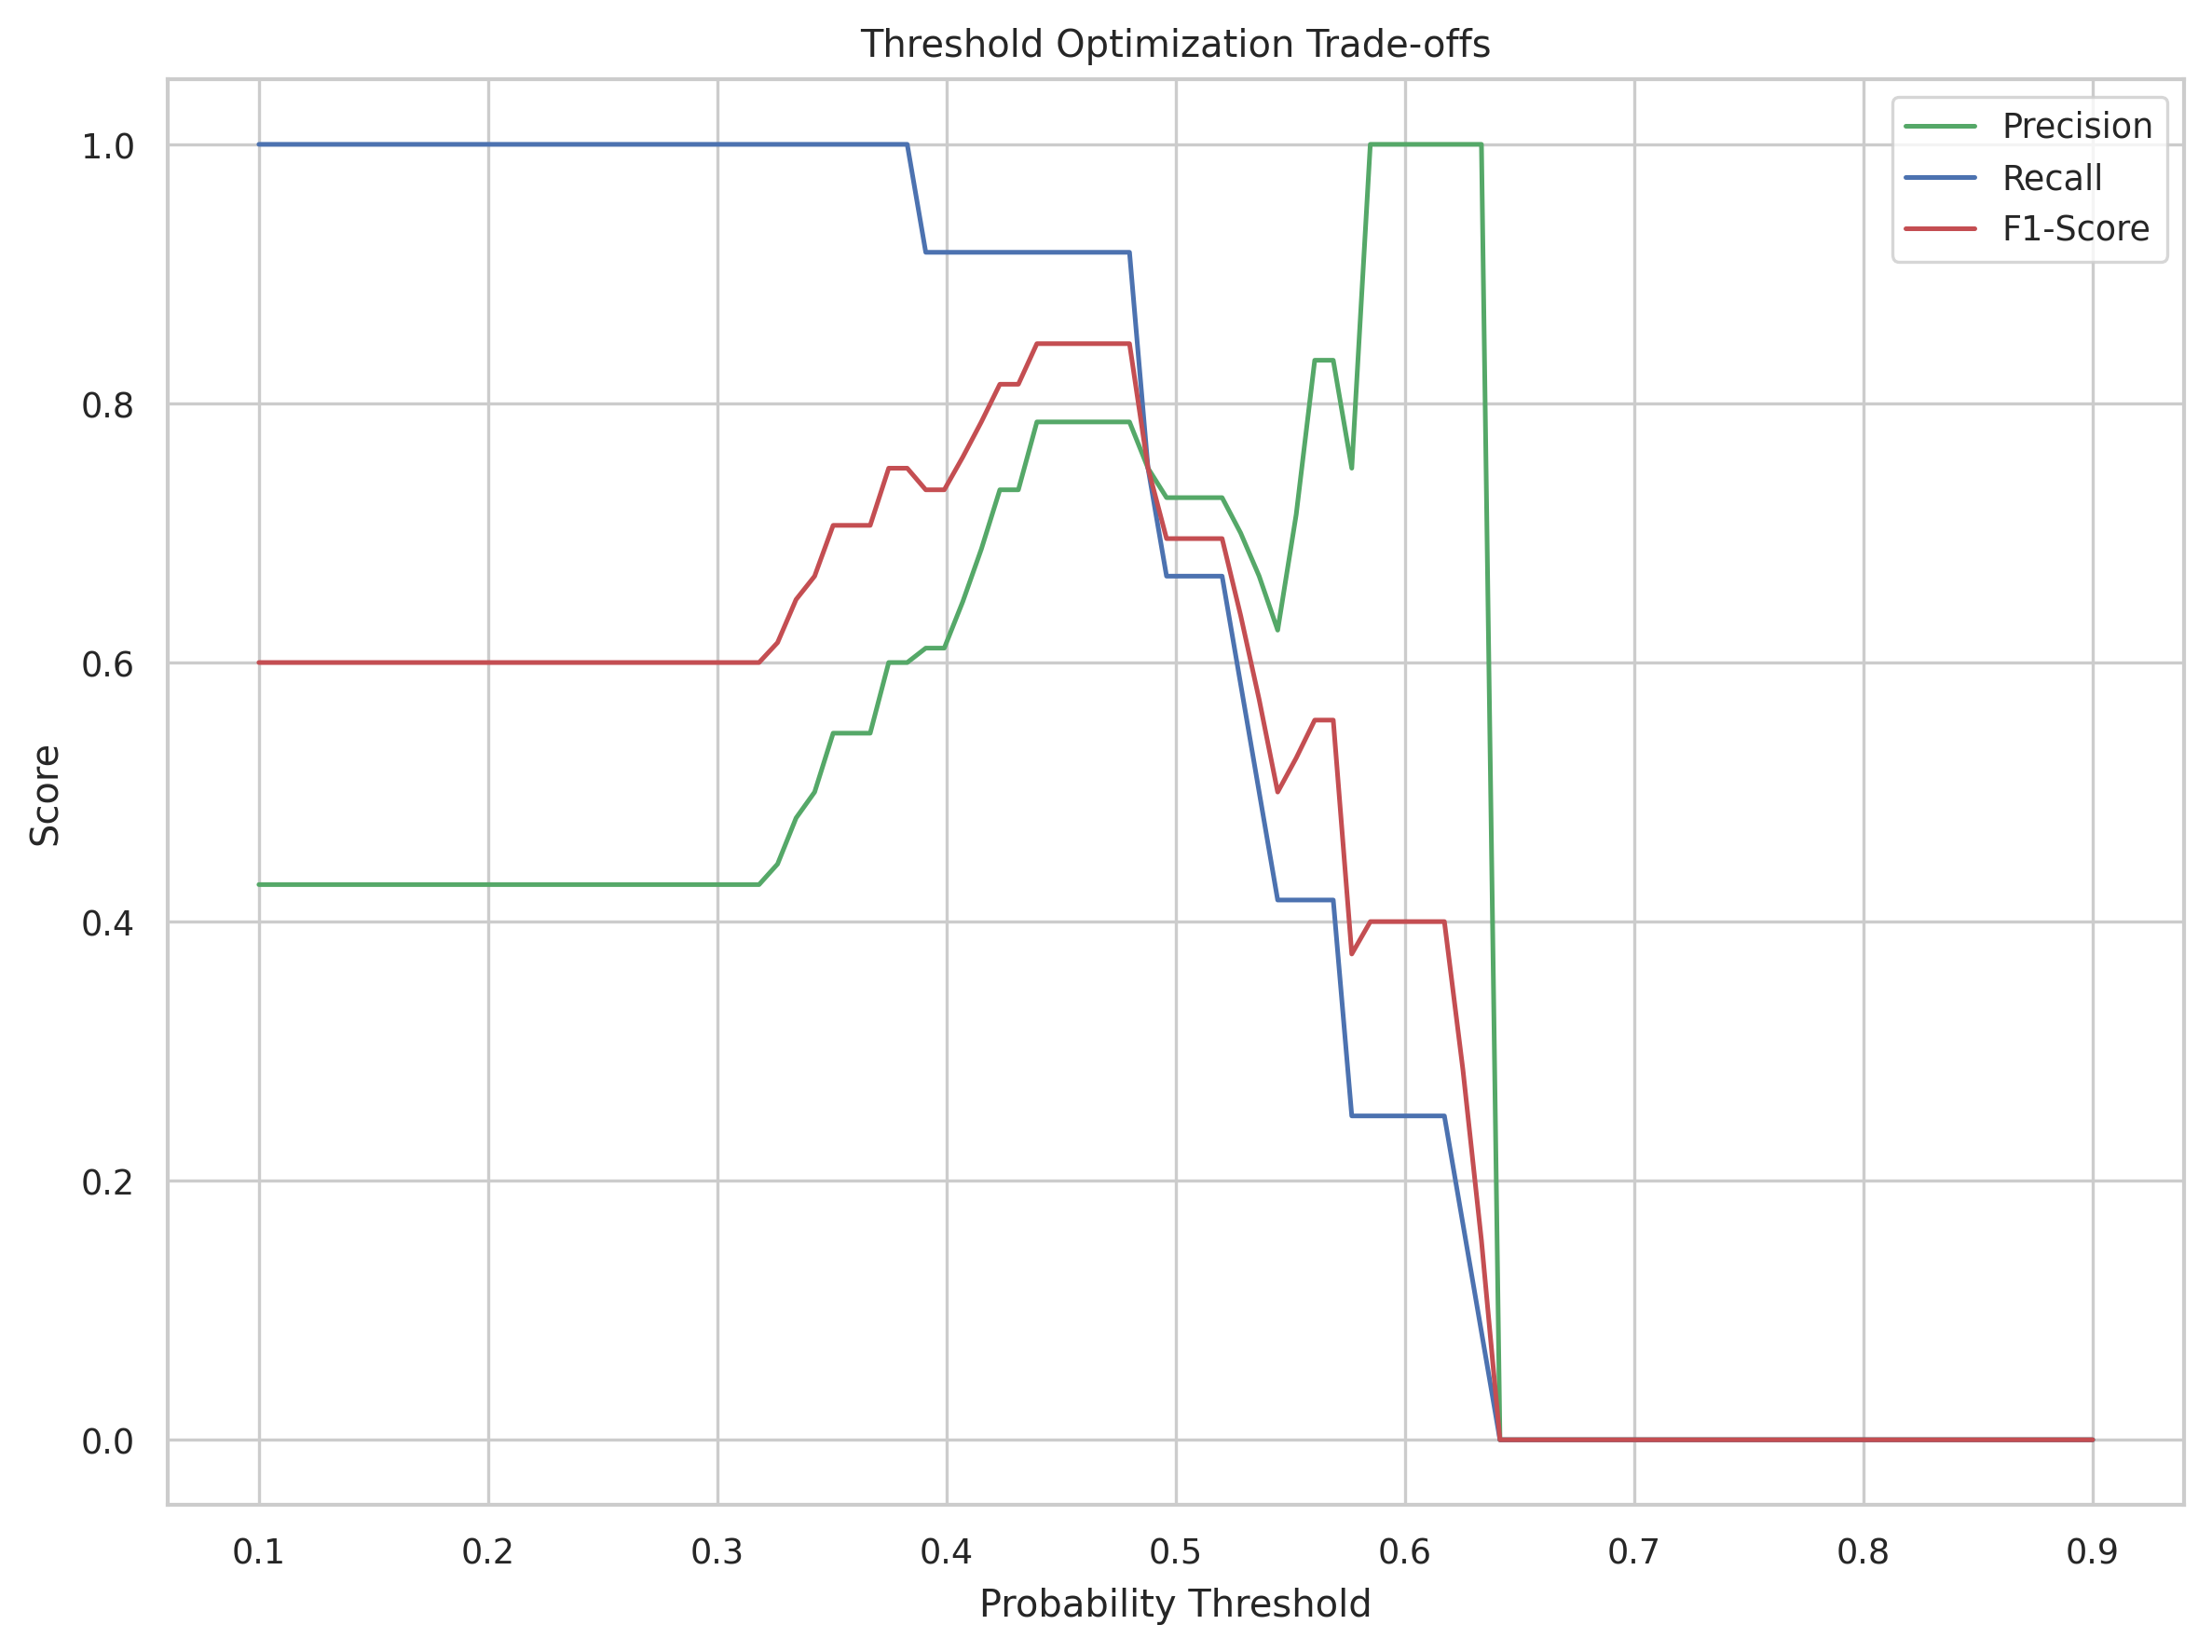 Threshold Optimization Trade-offs
Precision
Recall
F1-Score
1.0
0.8
0.6
0.4
0.2
0.0
Score
0.1 0.2 0.3 0.4 0.5 0.6 0.7 0.8 0.9
Probability Threshold